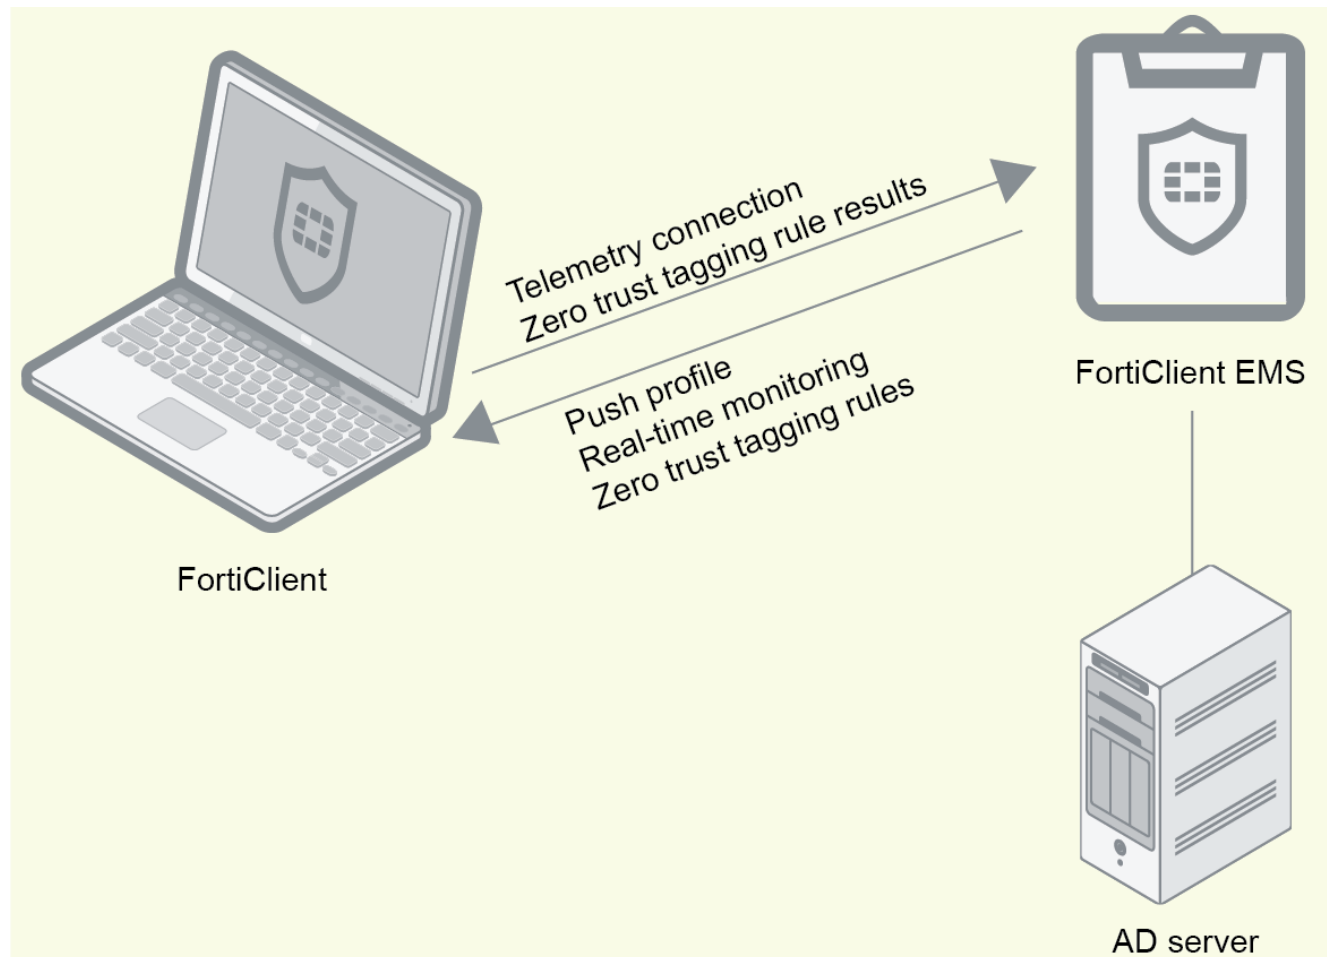 Telemetry connection
Zero trust tagging rule results
Push profile
Real-time monitoring
Zero trust tagging rules
FortiClient EMS
FortiClient
AD server